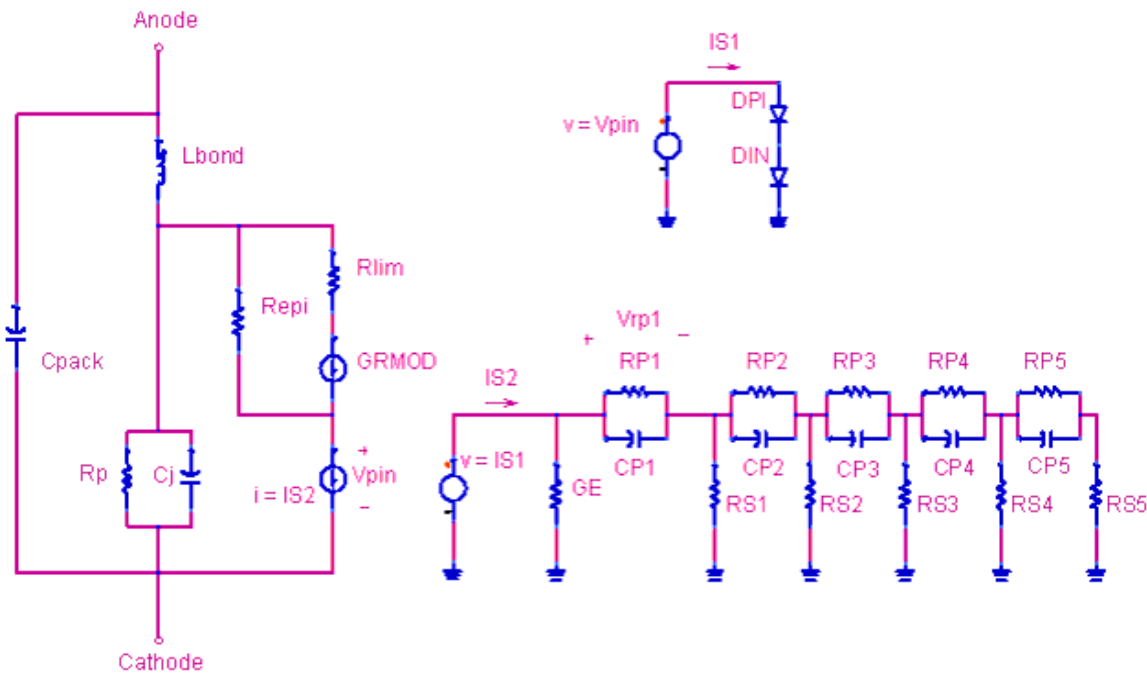 Anode
IS1
DPI
v = Vpin
DIN
Lbond
Rlim
Repi
Vrp1
+ −
Cpack
GRMOD
RP1 RP2 RP3 RP4 RP5
IS2
+
Rp Cj Vpin
v = IS1
CP1 CP2 CP3 CP4 CP5
i = IS2
GE
−
RS1 RS2 RS3 RS4 RS5
Cathode